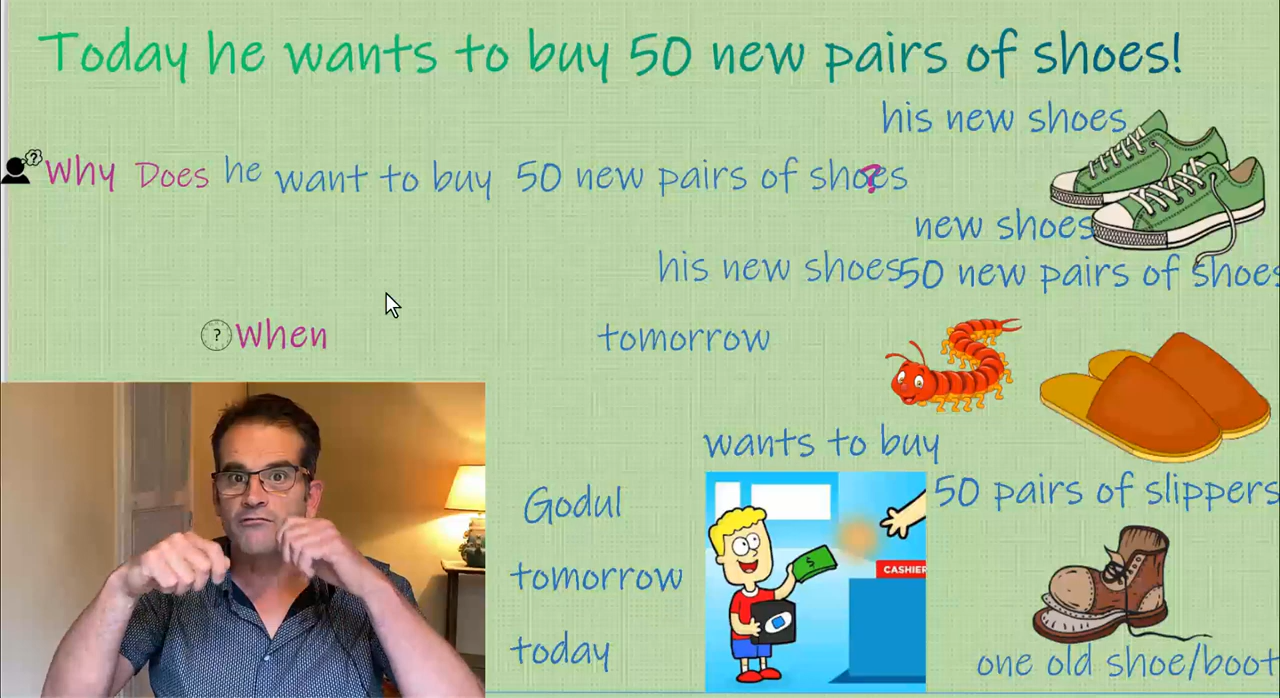 Today he wants to buy 50 new pairs of shoes!
his new shoes
? Why Does he want to buy 50 new pairs of shoes ?
new shoes
his new shoes 50 new pairs of shoes
? When
tomorrow
wants to buy
Godul
50 pairs of slippers
tomorrow
$
CASHIER
today
one old shoe/boot